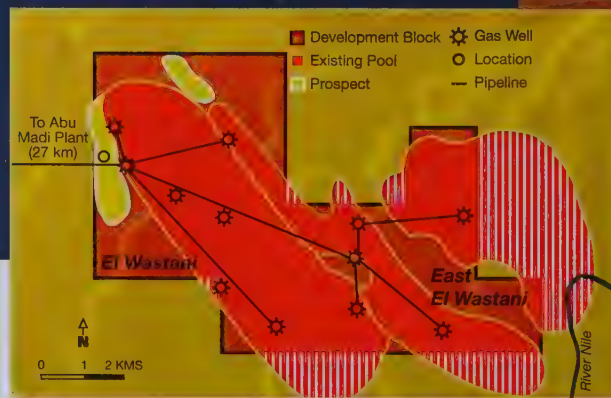 Development Block
Existing Pool
Prospect
Gas Well
Location
Pipeline
To Abu
Madi Plant
(27 km)
El Wastani
East
El Wastani
N
0 1 2 KMS
River Nile